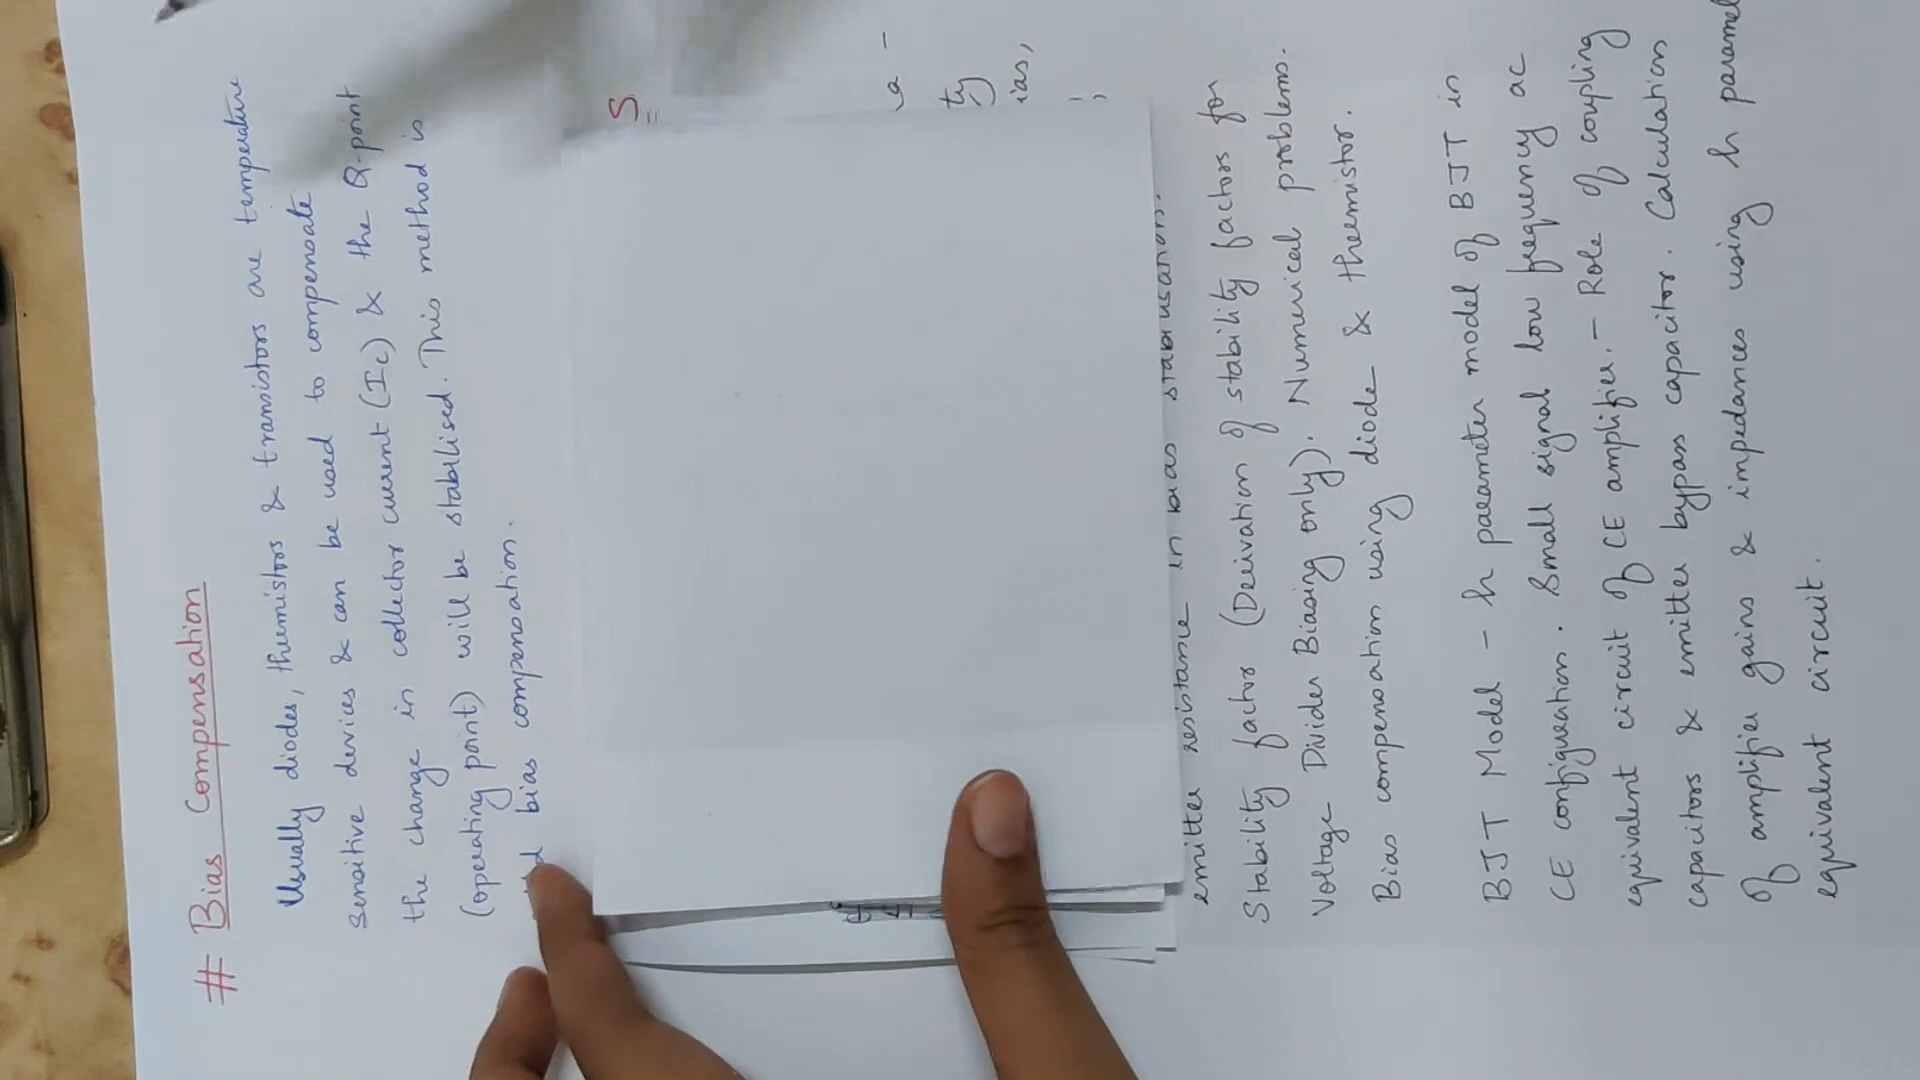 # Bias Compensation
Usually diodes, thermistors & transistors are temperature
sensitive devices & can be used to compensate
the change in collector current (Ic) & the Q-point
(operating point) will be stabilised. This method is
bias compensation.
S
ias,
emitter resistance in bias stabilisation.
Stability factor (Derivation of stability factors for
Voltage Divider Biasing only). Numerical problems.
Bias compensation using diode & thermistor.
BJT Model - h parameter model of BJT in
CE configuration. Small signal low frequency ac
equivalent circuit of CE amplifier. - Role of coupling
capacitors & emitter bypass capacitor. Calculation
of amplifier gains & impedances using h
equivalent circuit.